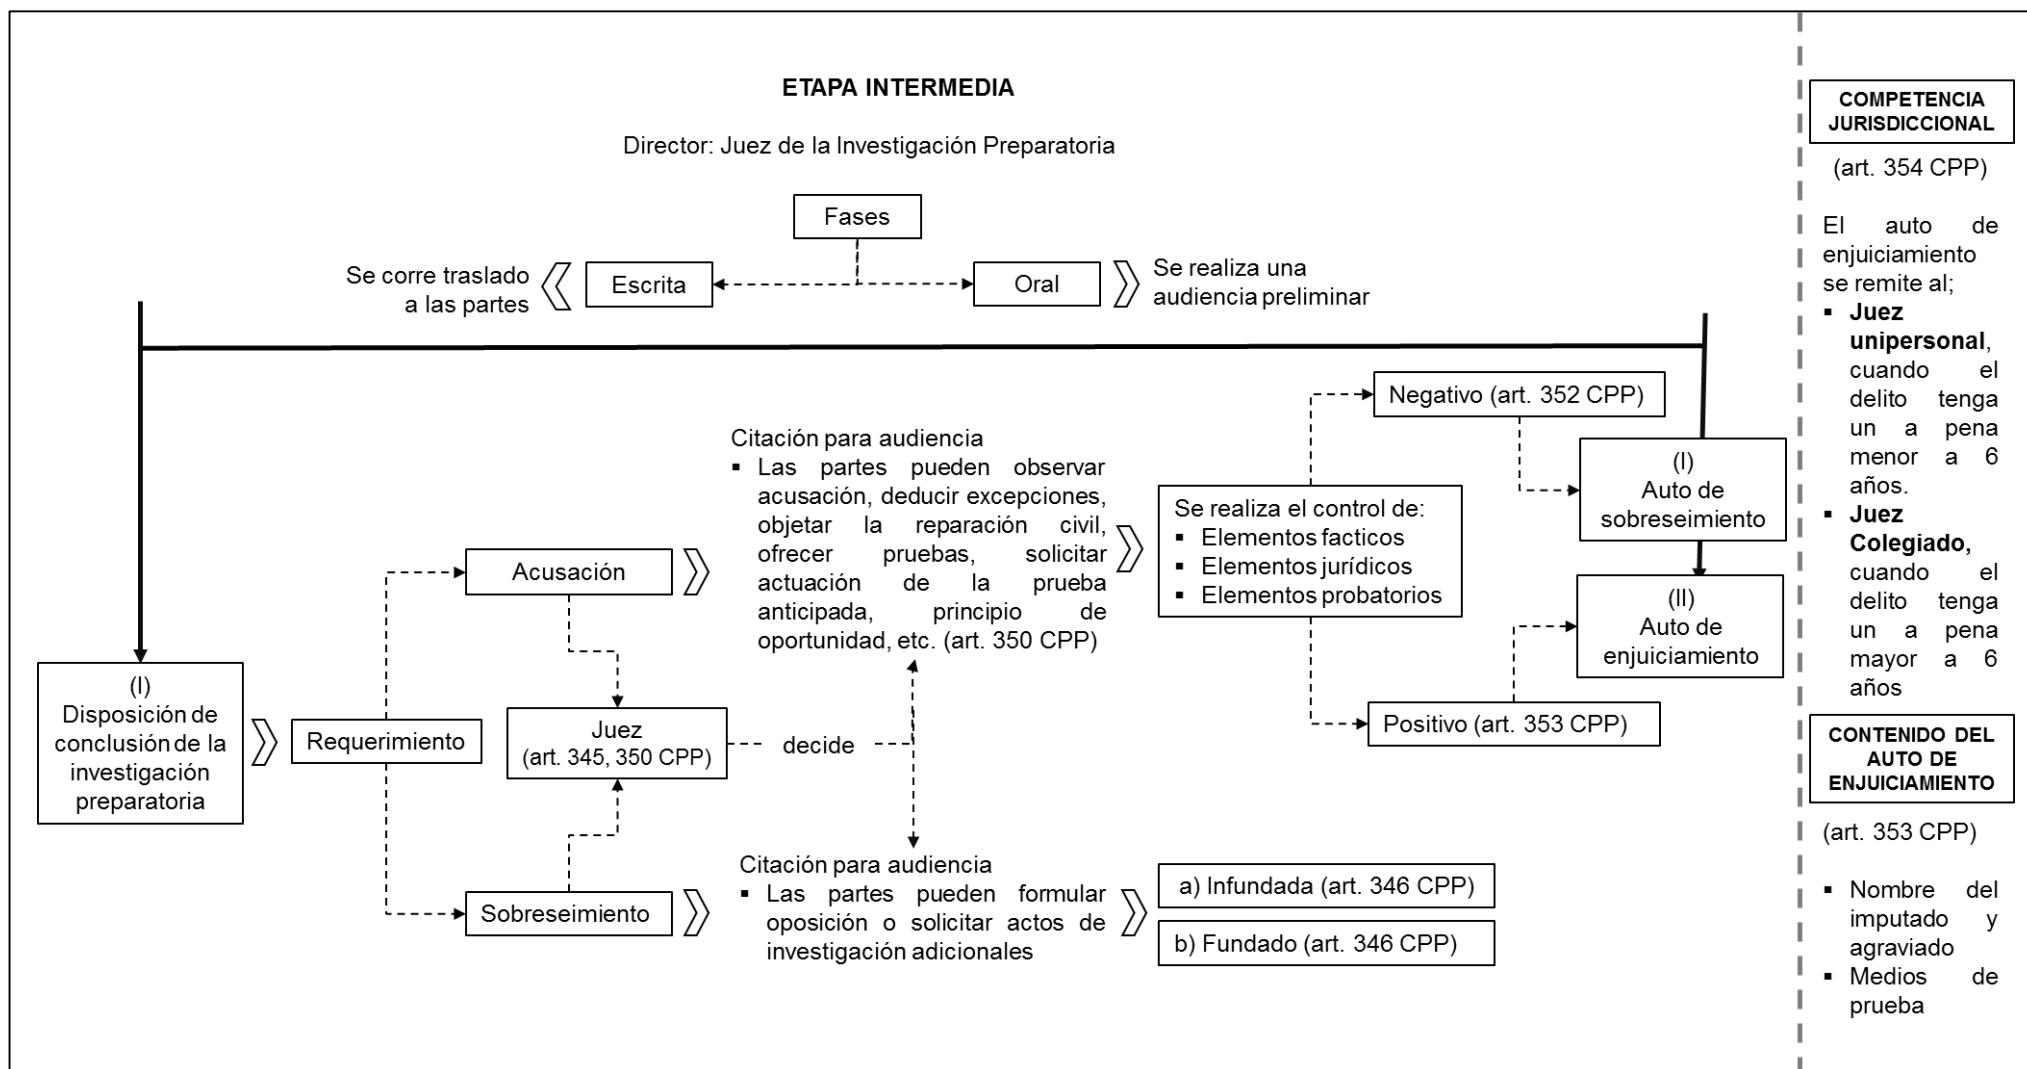 ETAPA INTERMEDIA
Director: Juez de la Investigación Preparatoria
Fases
Se corre traslado
a las partes
Escrita
Oral
Se realiza una
audiencia preliminar
(I)
Disposición de
conclusión de la
investigación
preparatoria
Requerimiento
Acusación
Juez
(art. 345, 350 CPP)
Sobreseimiento
decide
Citación para audiencia
▪ Las partes pueden observar
acusación, deducir excepciones,
objetar la reparación civil,
ofrecer pruebas, solicitar
actuación de la prueba
anticipada, principio de
oportunidad, etc. (art. 350 CPP)
Citación para audiencia
▪ Las partes pueden formular
oposición o solicitar actos de
investigación adicionales
Se realiza el control de:
▪ Elementos facticos
▪ Elementos jurídicos
▪ Elementos probatorios
Negativo (art. 352 CPP)
Positivo (art. 353 CPP)
(I)
Auto de
sobreseimiento
(II)
Auto de
enjuiciamiento
a) Infundada (art. 346 CPP)
b) Fundado (art. 346 CPP)
COMPETENCIA
JURISDICCIONAL
(art. 354 CPP)
El auto de
enjuiciamiento
se remite al;
▪ Juez
unipersonal,
cuando el
delito tenga
un a pena
menor a 6
años.
▪ Juez
Colegiado,
cuando el
delito tenga
un a pena
mayor a 6
años
CONTENIDO DEL
AUTO DE
ENJUICIAMIENTO
(art. 353 CPP)
▪ Nombre del
imputado y
agraviado
▪ Medios de
prueba